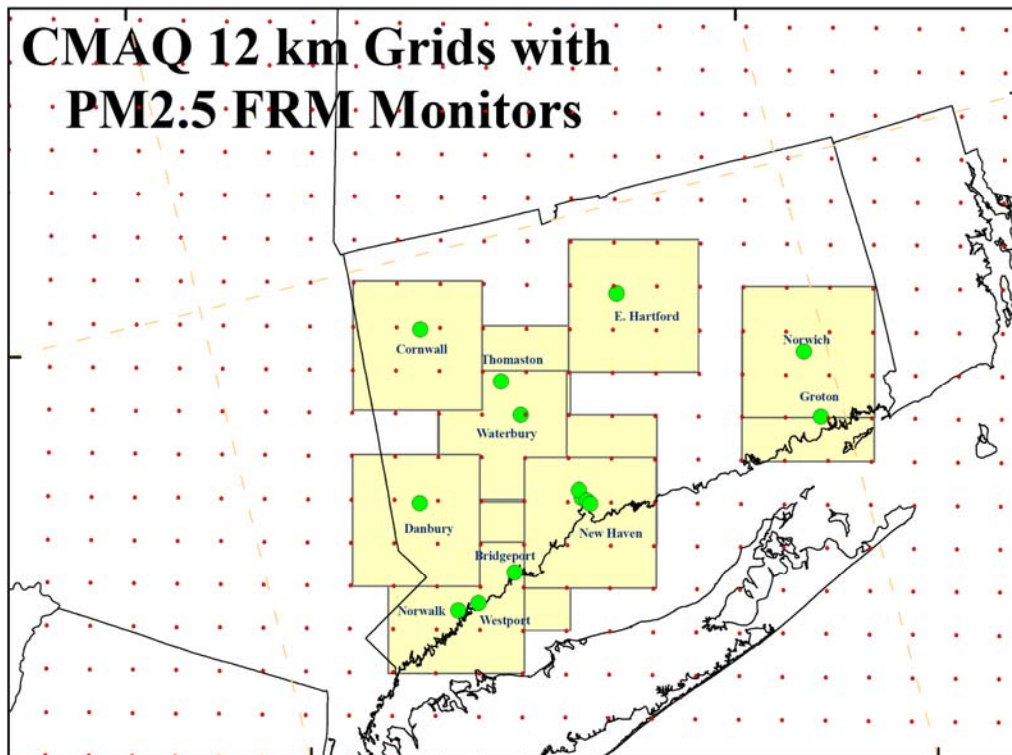 CMAQ 12 km Grids with
PM2.5 FRM Monitors
E. Hartford
Cornwall
Thomaston
Norwich
Groton
Waterbury
Danbury
New Haven
Bridgeport
Norwalk
Westport